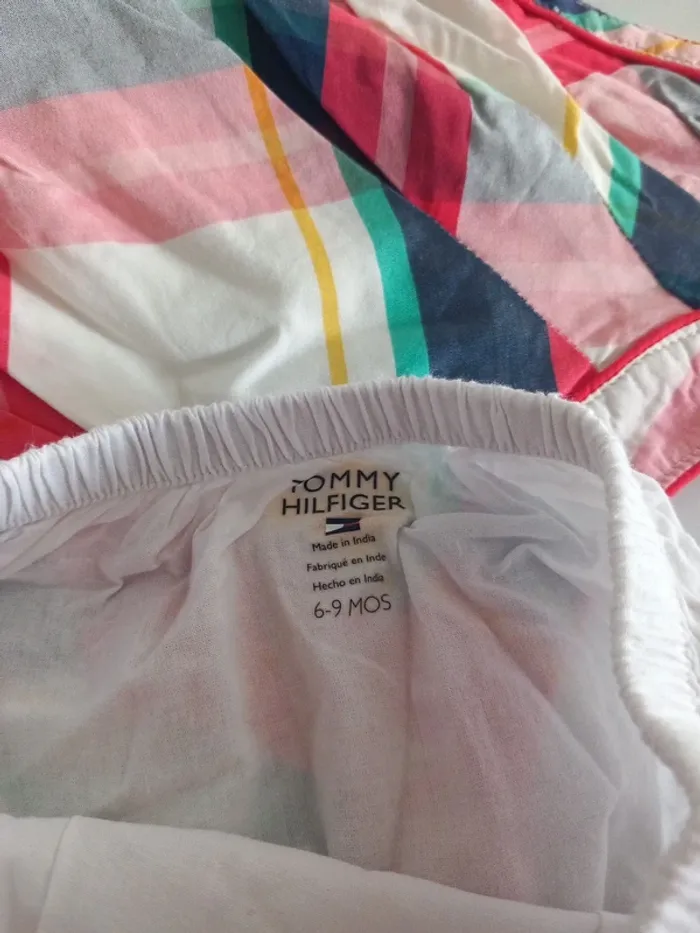 TOMMY
HILFIGER
Made in India
Fabriqué en Inde
Hecho en India
6-9 MOS